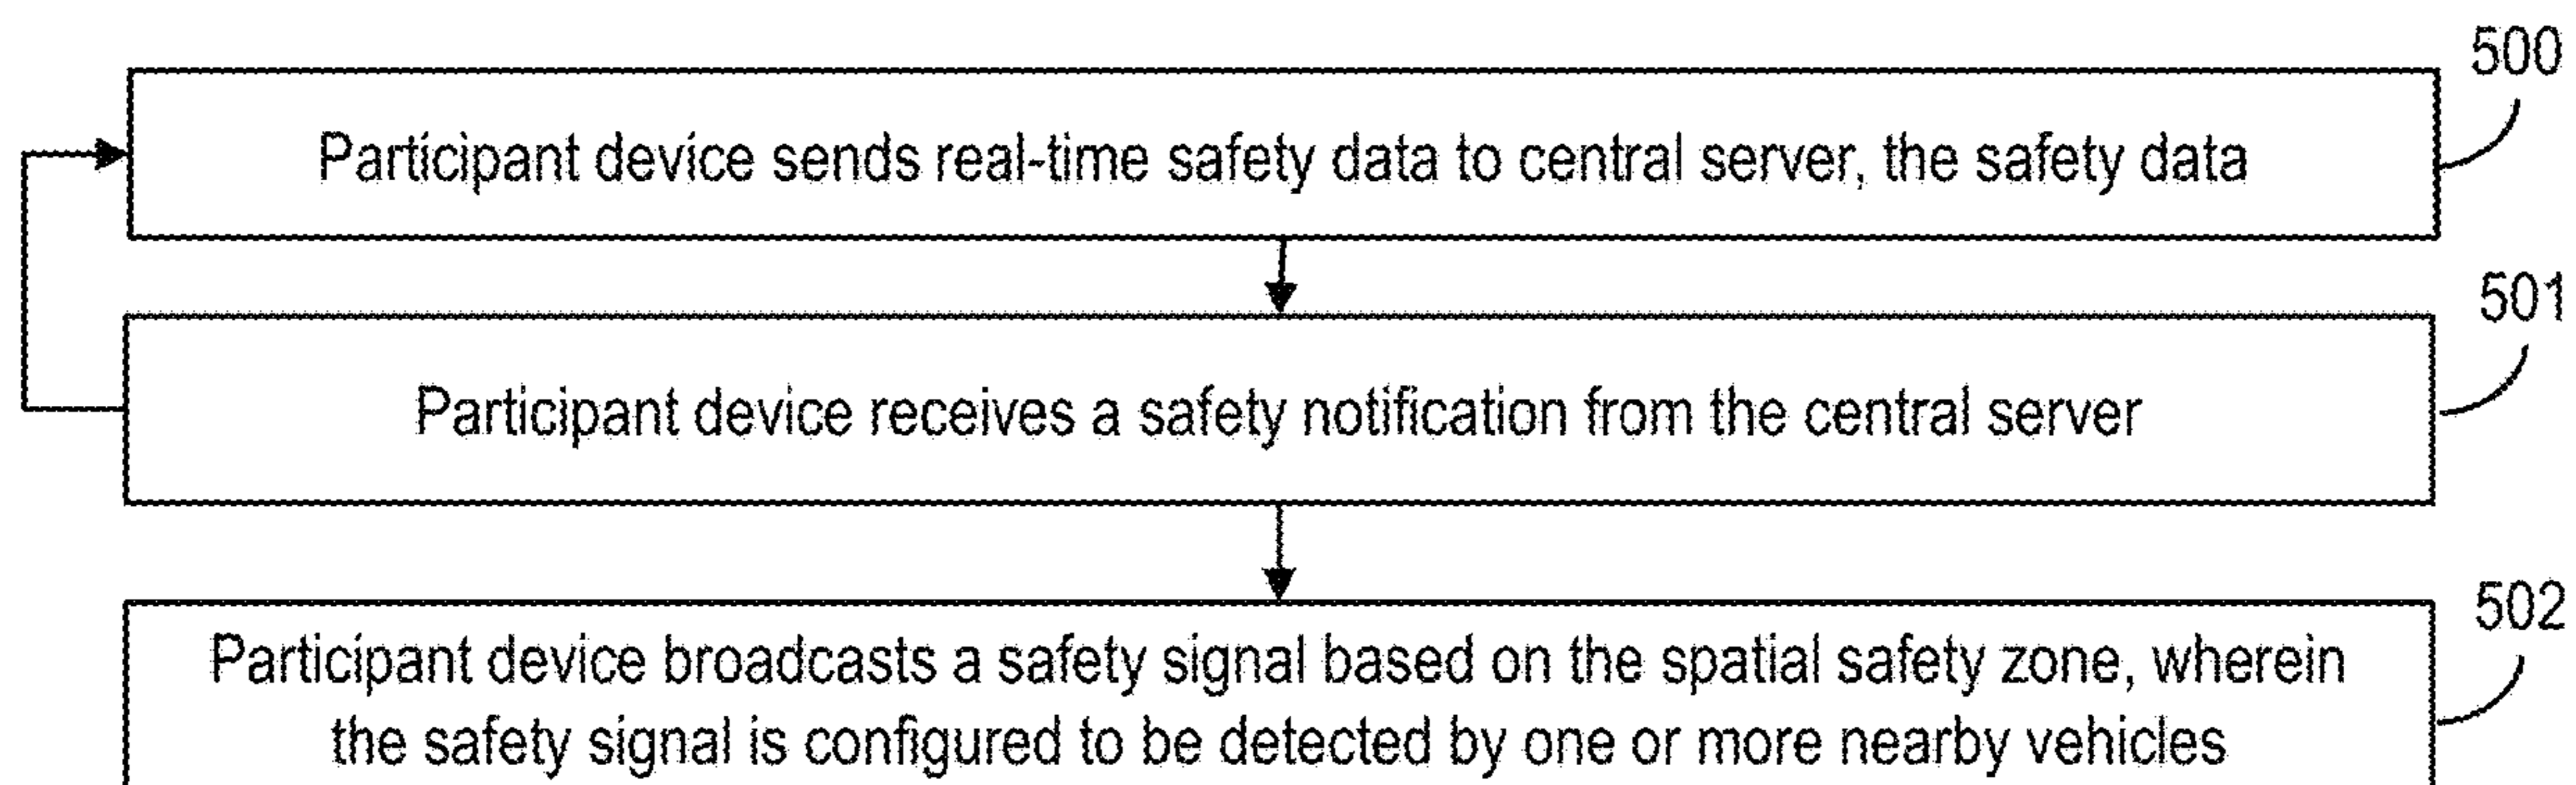 500
Participant device sends real-time safety data to central server, the safety data
501
Participant device receives a safety notification from the central server
502
Participant device broadcasts a safety signal based on the spatial safety zone, wherein
the safety signal is configured to be detected by one or more nearby vehicles